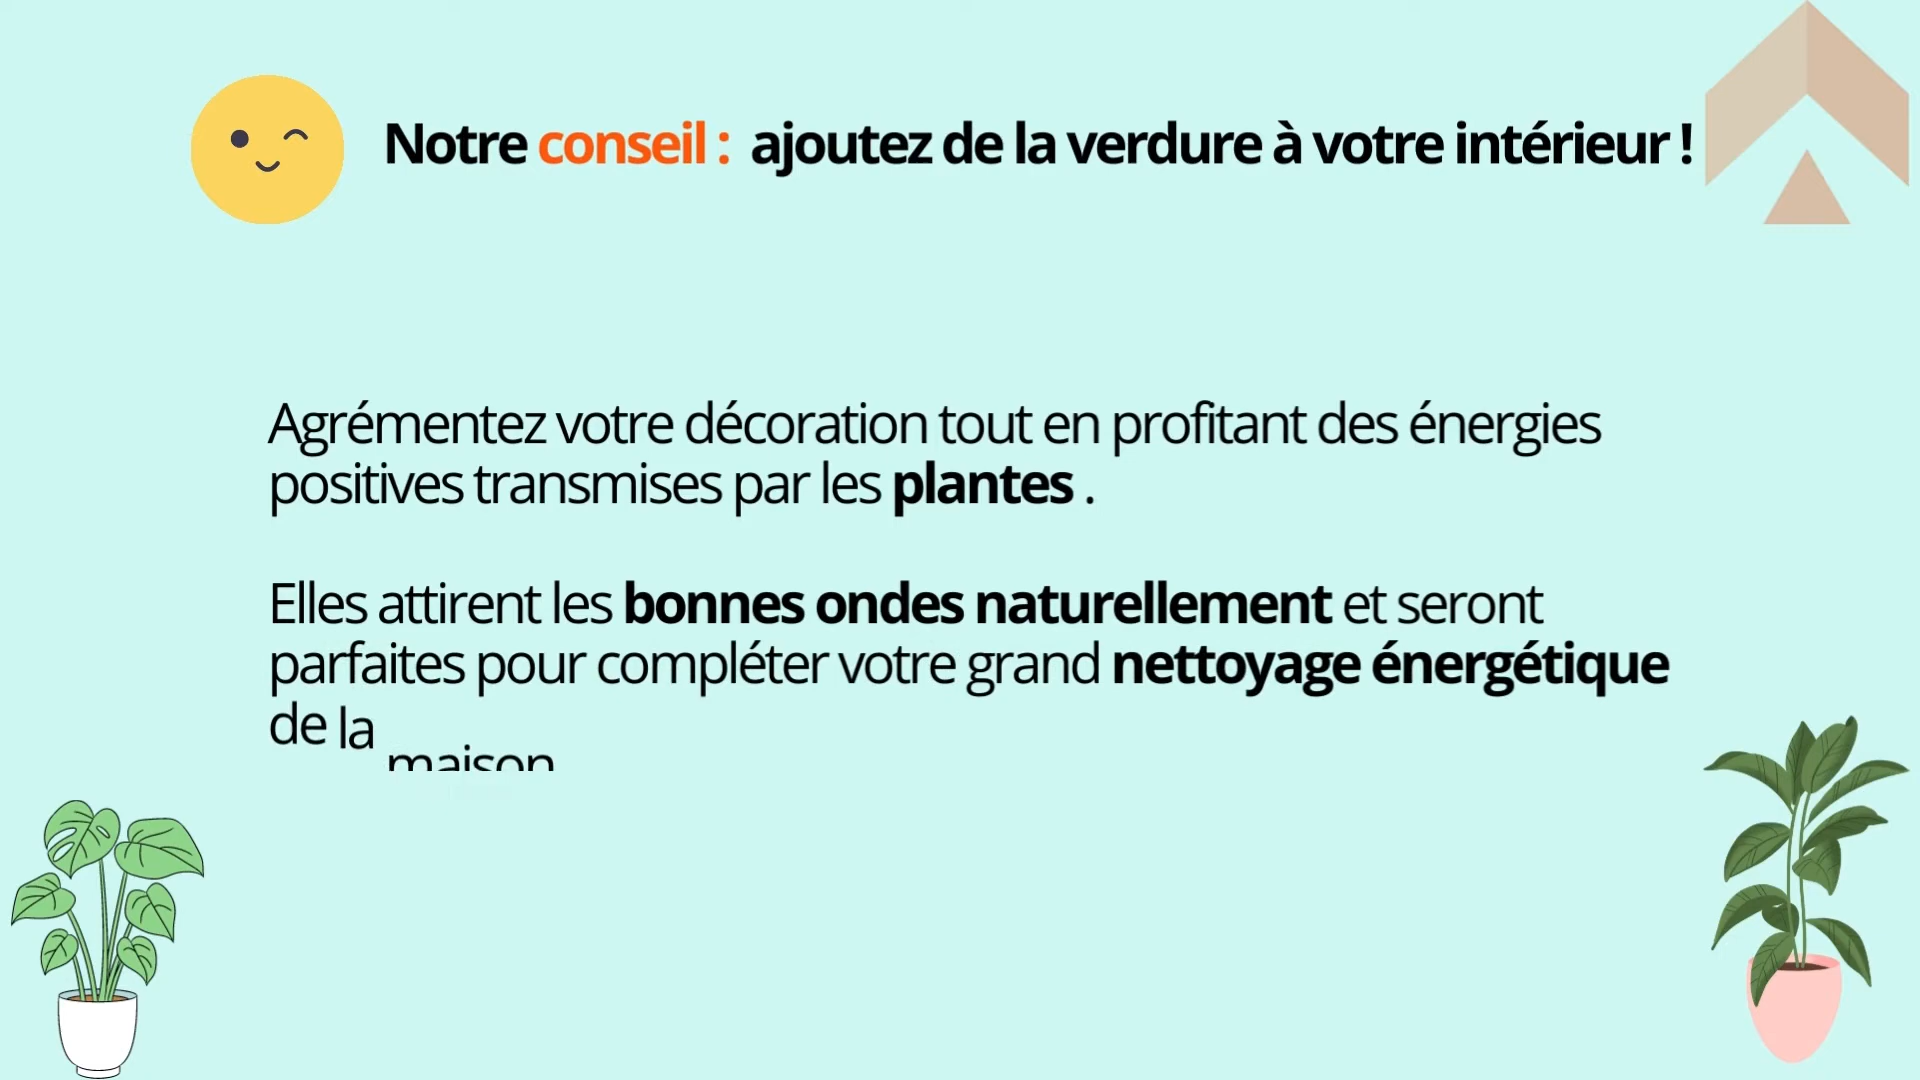 Notre conseil : ajoutez de la verdure à votre intérieur !
Agrémentez votre décoration tout en profitant des énergies
positives transmises par les plantes .
Elles attirent les bonnes ondes naturellement et seront
parfaites pour compléter votre grand nettoyage énergétique
de la maison